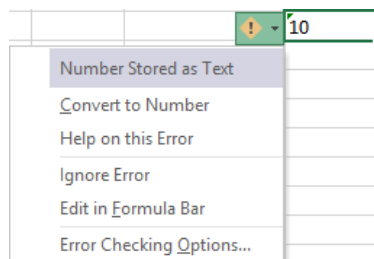 10
Number Stored as Text
Convert to Number
Help on this Error
Ignore Error
Edit in Formula Bar
Error Checking Options...